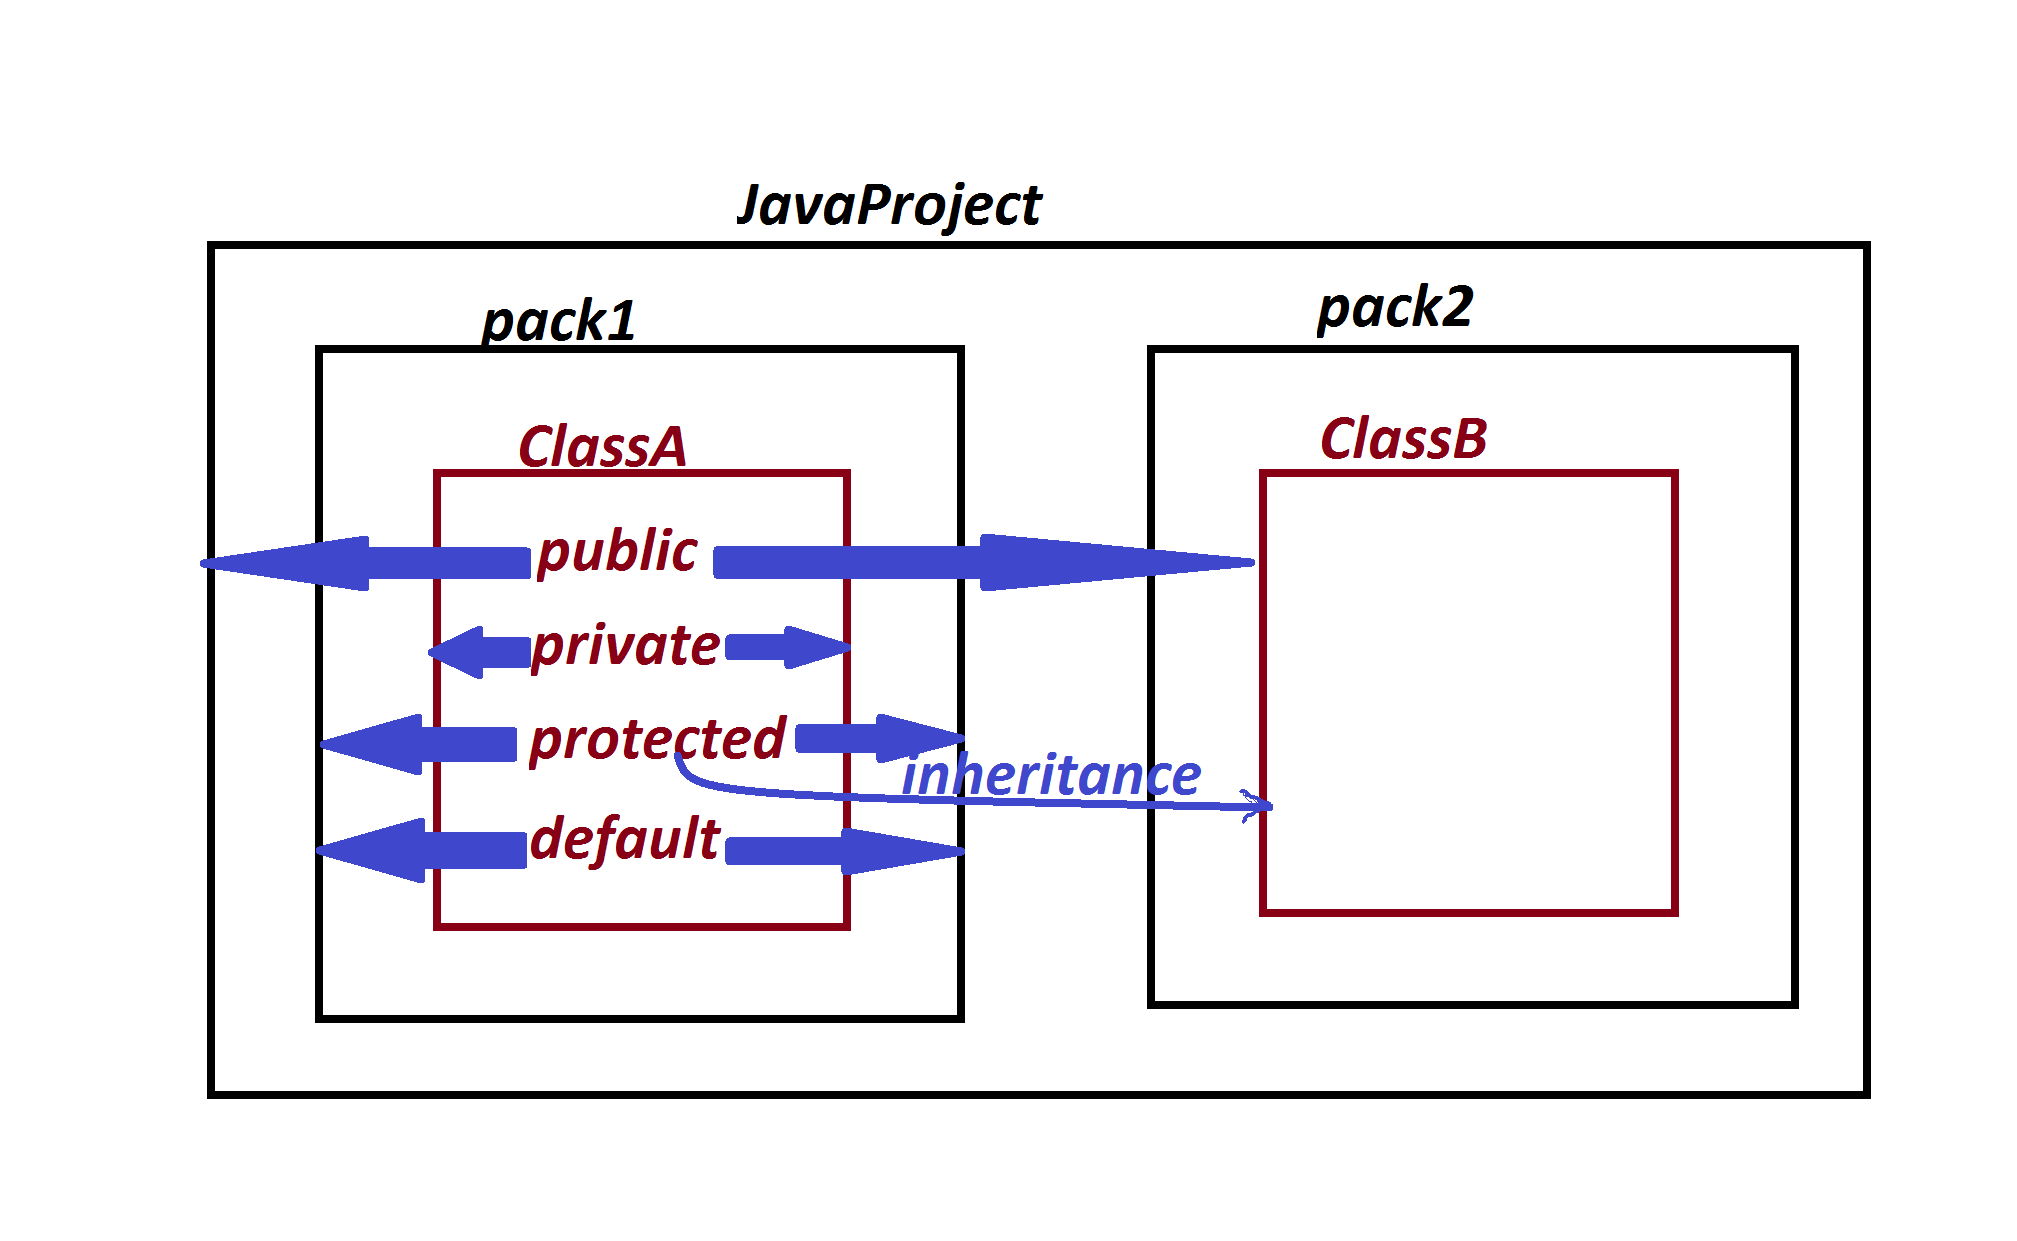 JavaProject
pack1
pack2
ClassA
ClassB
public
private
protected
inheritance
default